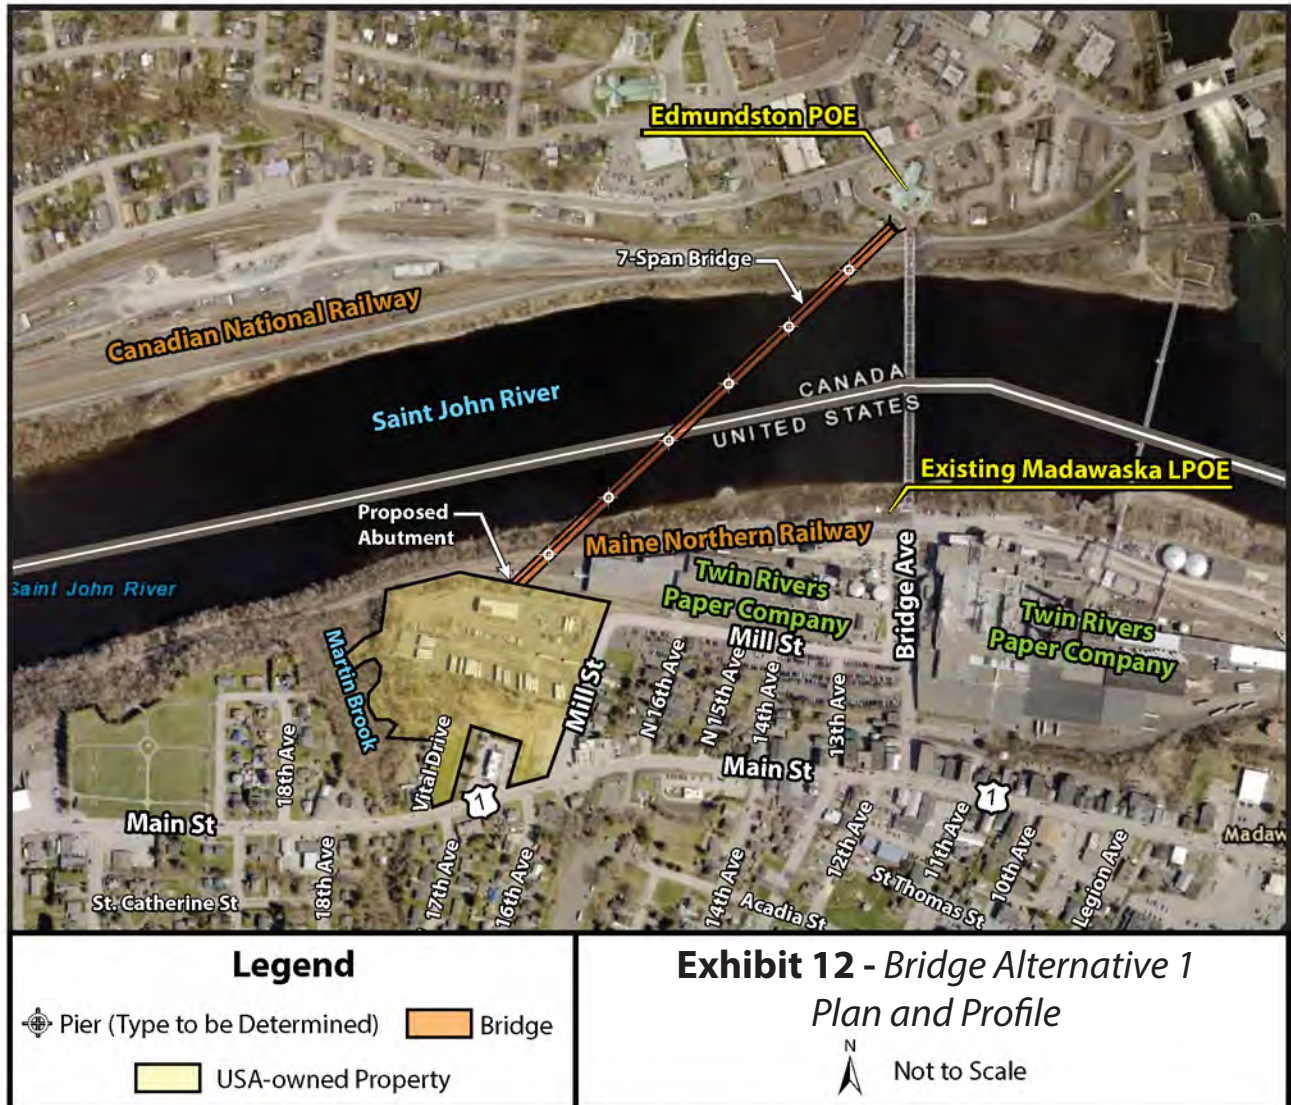 Edmundston POE
7-Span Bridge
Canadian National Railway
Saint John River
CANADA
UNITED STATES
Existing Madawaska LPOE
Proposed
Abutment
Maine Northern Railway
Bridge Ave
Saint John River
Twin Rivers
Paper Company
Twin Rivers
Paper Company
Mill St
Martin Brook
Mill St
N 16th Ave
N 15th Ave
14th Ave
13th Ave
18th Ave
Vital Drive
Main St
1
1
Main St
Madaw
12th Ave
11th Ave
10th Ave
Legion Ave
St Thomas St
18th Ave
17th Ave
16th Ave
14th Ave
Acadia St
St. Catherine St
Legend
Pier (Type to be Determined)
Bridge
USA-owned Property
Exhibit 12 - Bridge Alternative 1
Plan and Profile
N
Not to Scale